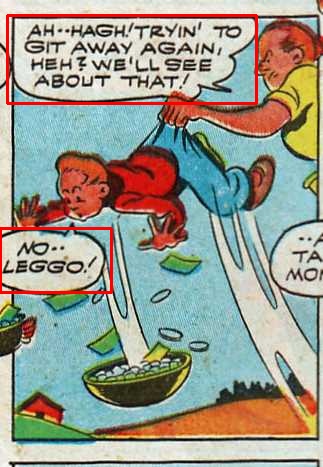 AH--HAGH! TRYIN' TO
GIT AWAY AGAIN,
HEH? WE'LL SEE
ABOUT THAT!
NO--
LEGGO!